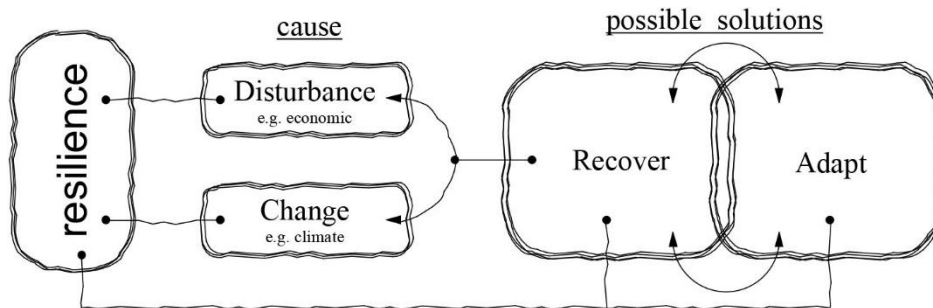 cause
possible solutions
resilience
Disturbance
e.g. economic
Change
e.g. climate
Recover
Adapt